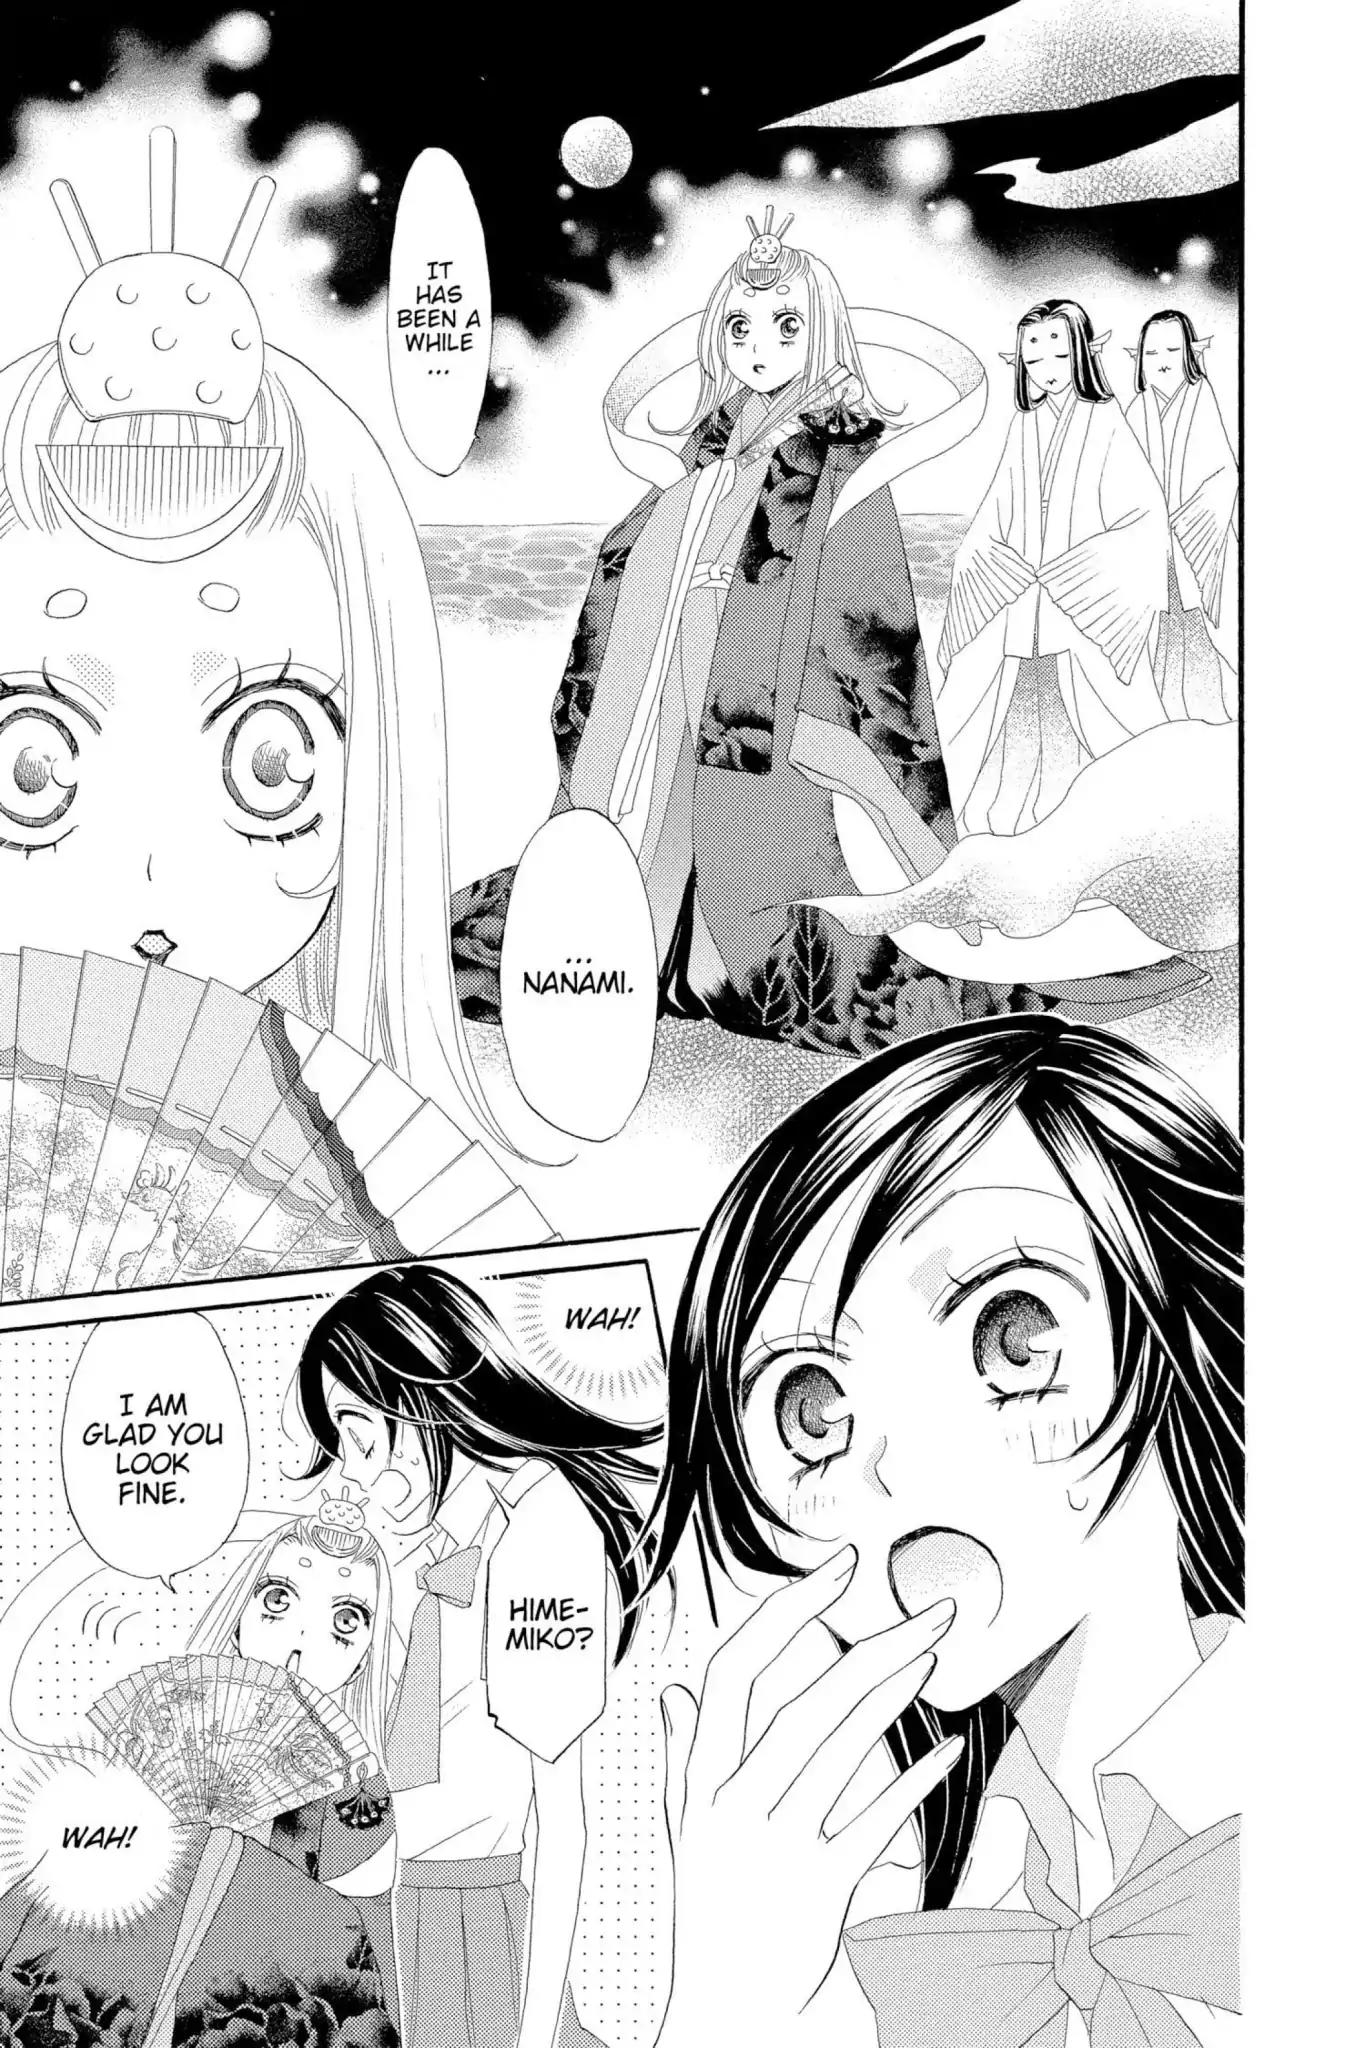 IT
HAS
BEEN A
WHILE
...
...
NANAMI.
WAH!
HIME-
MIKO?
I AM
GLAD YOU
LOOK
FINE.
WAH!